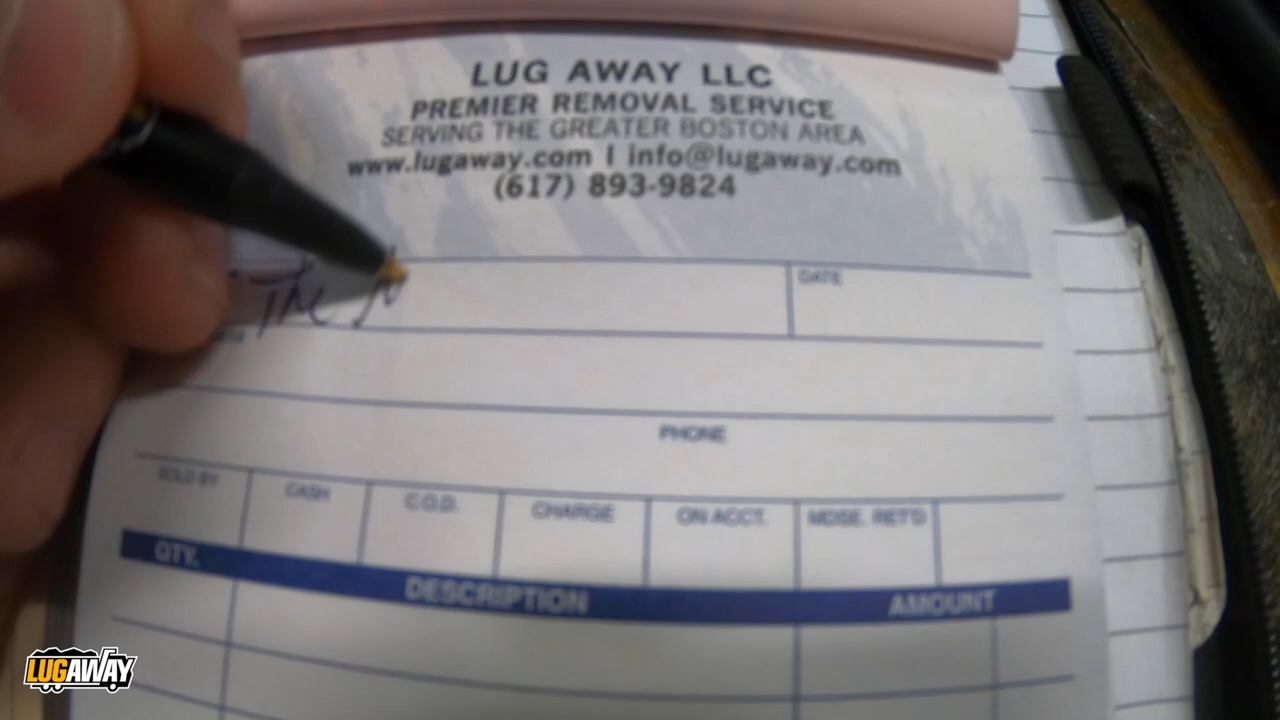 LUG AWAY LLC
PREMIER REMOVAL SERVICE
SERVING THE GREATER BOSTON AREA
www.lugaway.com | info@lugaway.com
(617) 893-9824
The
DATE
PHONE
SOLD BY CASH C.O.D. CHARGE ON ACCT. MDSE. RET'D
QTY. DESCRIPTION AMOUNT
LUGAWAY